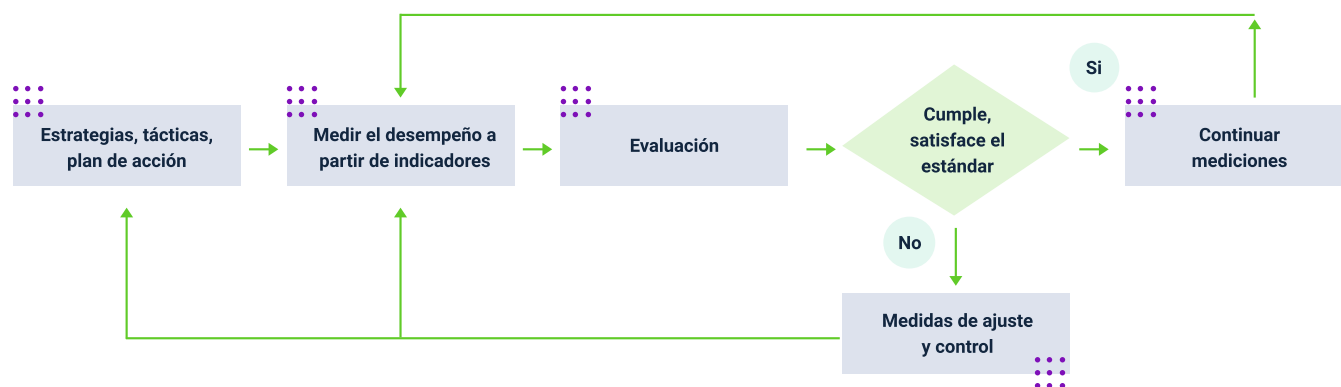 Estrategias, tácticas,
plan de acción
Medir el desempeño a
partir de indicadores
Evaluación
Cumple,
satisface el
estándar
Si
Continuar
mediciones
No
Medidas de ajuste
y control